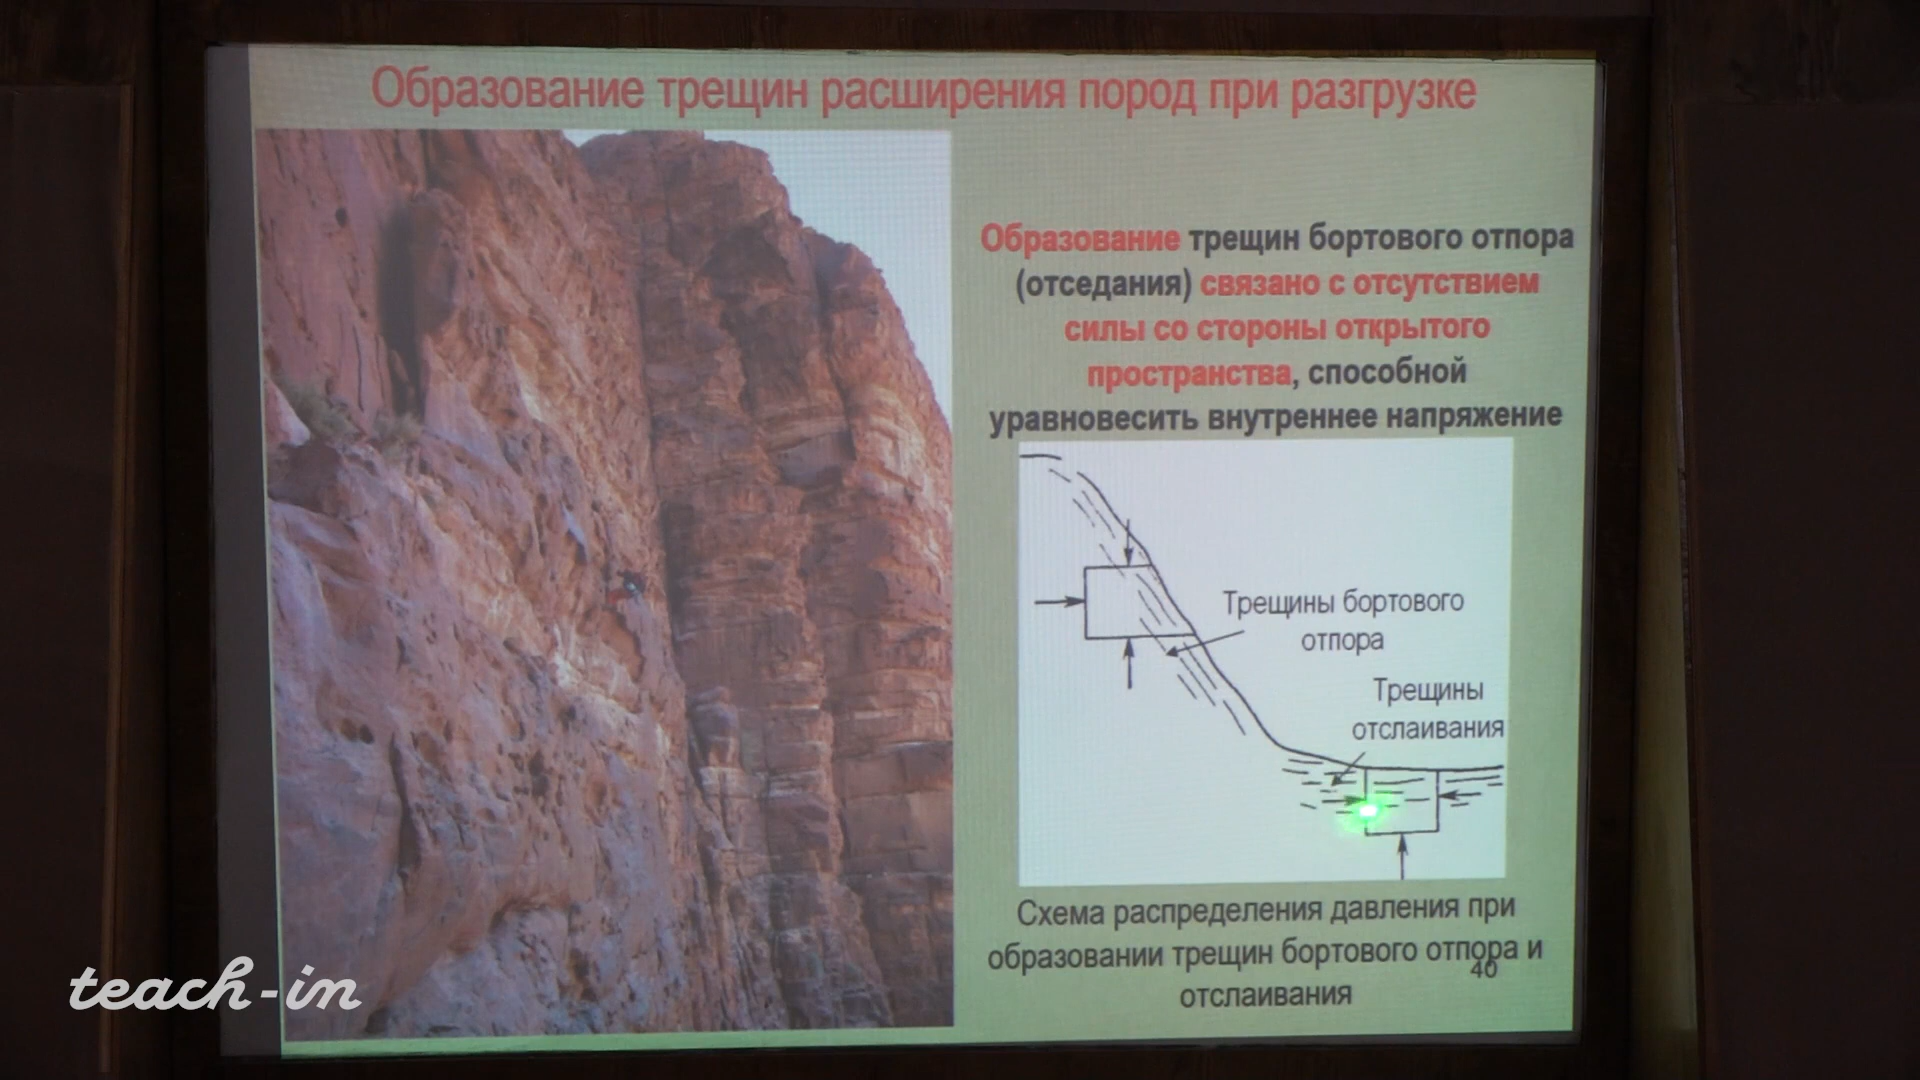 Образование трещин расширения пород при разгрузке
Образование трещин бортового отпора
(отседания) связано с отсутствием
силы со стороны открытого
пространства, способной
уравновесить внутреннее напряжение
Трещины бортового
отпора
Трещины
отслаивания
Схема распределения давления при
образовании трещин бортового отпора и
40
отслаивания
teach-in